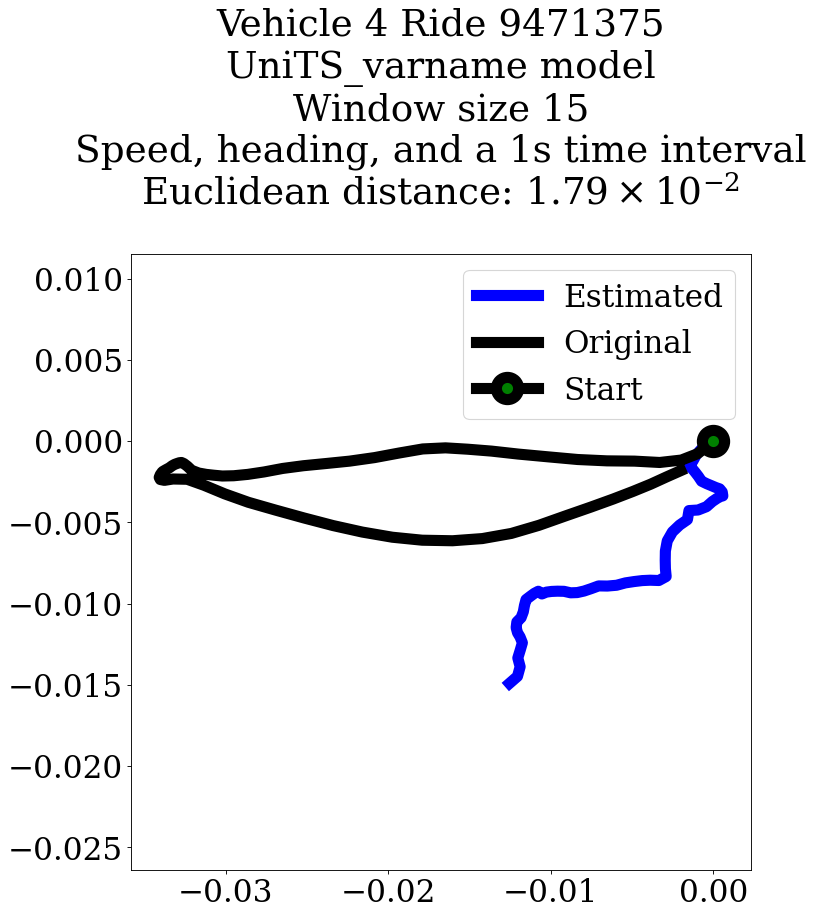 Vehicle 4 Ride 9471375
UniTS_varname model
Window size 15
Speed, heading, and a 1s time interval
Euclidean distance: 1.79 × 10⁻²
Estimated
Original
Start
0.010
0.005
0.000
−0.005
−0.010
−0.015
−0.020
−0.025
−0.03 −0.02 −0.01 0.00